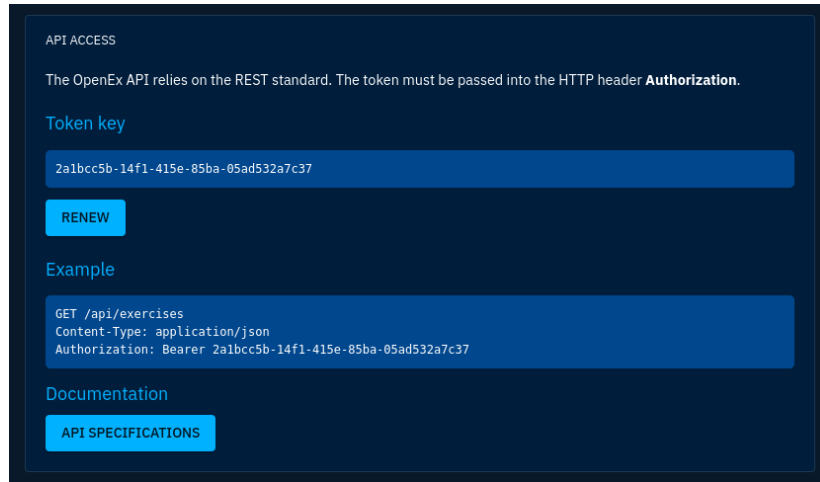 API ACCESS
The OpenEx API relies on the REST standard. The token must be passed into the HTTP header Authorization.
Token key
2a1bcc5b-14f1-415e-85ba-05ad532a7c37
RENEW
Example
GET /api/exercises
Content-Type: application/json
Authorization: Bearer 2a1bcc5b-14f1-415e-85ba-05ad532a7c37
Documentation
API SPECIFICATIONS